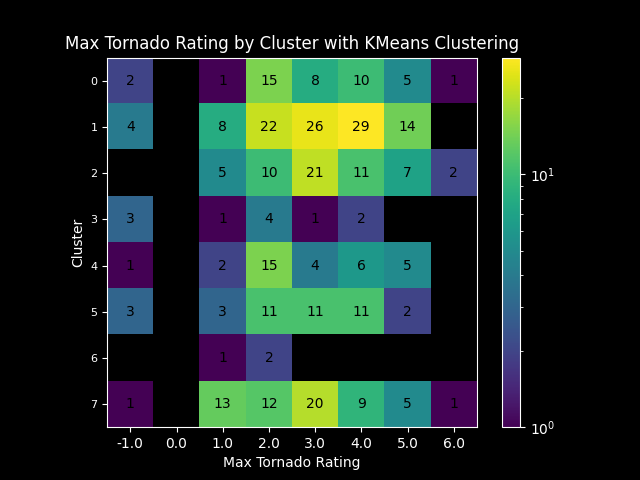 Max Tornado Rating by Cluster with KMeans Clustering
0 2 1 15 8 10 5 1
1 4 8 22 26 29 14
2 5 10 21 11 7 2
3 3 1 4 1 2
4 1 2 15 4 6 5
5 3 3 11 11 11 2
6 1 2
7 1 13 12 20 9 5 1
-1.0 0.0 1.0 2.0 3.0 4.0 5.0 6.0
Max Tornado Rating
Cluster
10¹
10⁰